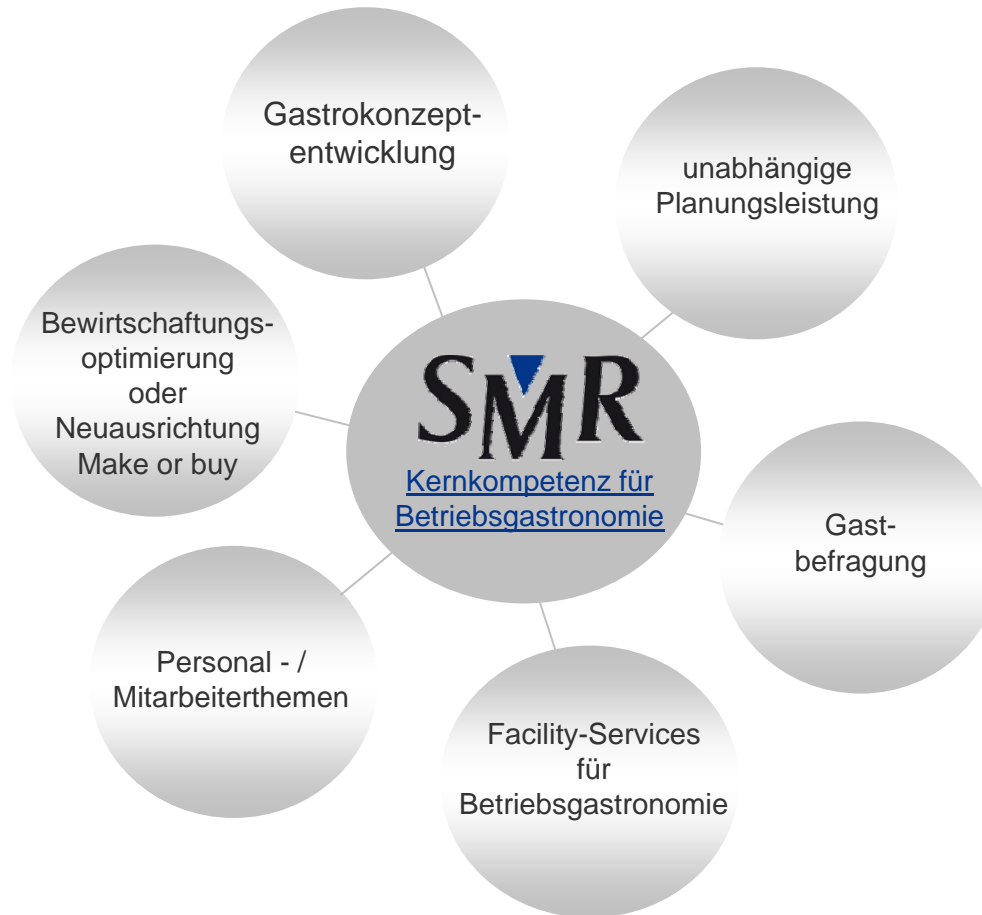 Gastrokonzept-
entwicklung
unabhängige
Planungsleistung
Bewirtschaftungs-
optimierung
oder
Neuausrichtung
Make or buy
SMR
Kernkompetenz für
Betriebsgastronomie
Gast-
befragung
Personal - /
Mitarbeiterthemen
Facility-Services
für
Betriebsgastronomie